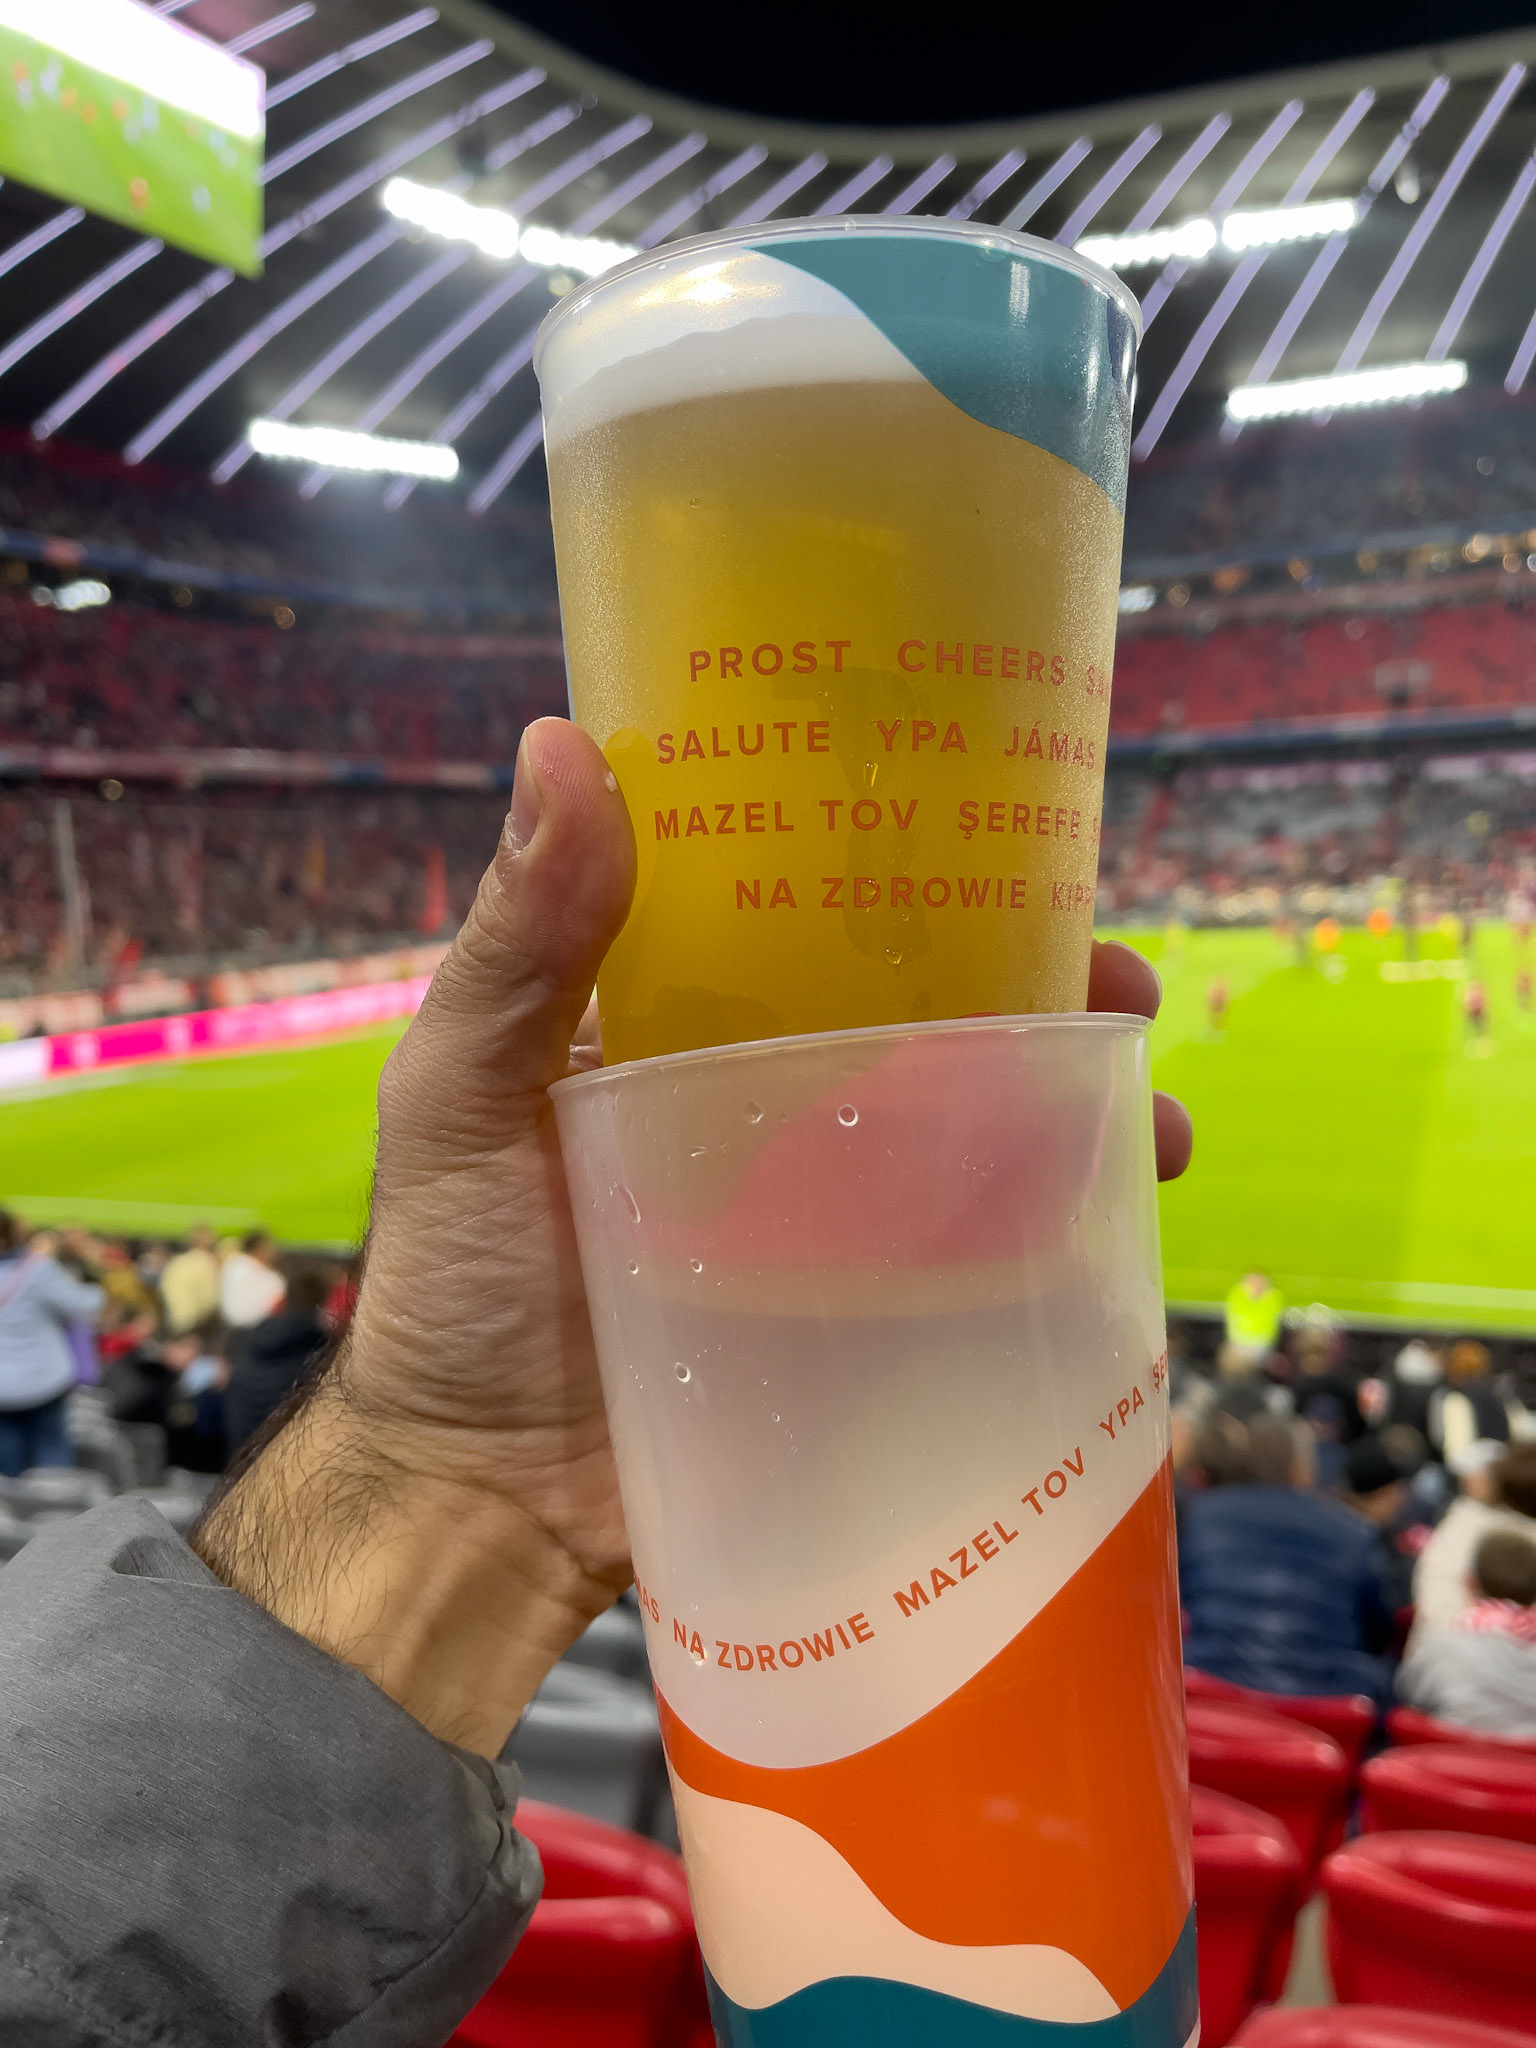 PROST CHEERS
SALUTE YPA JÁMAS
MAZEL TOV ŞEREFE
NA ZDROWIE
NA ZDROWIE MAZEL TOV YPA